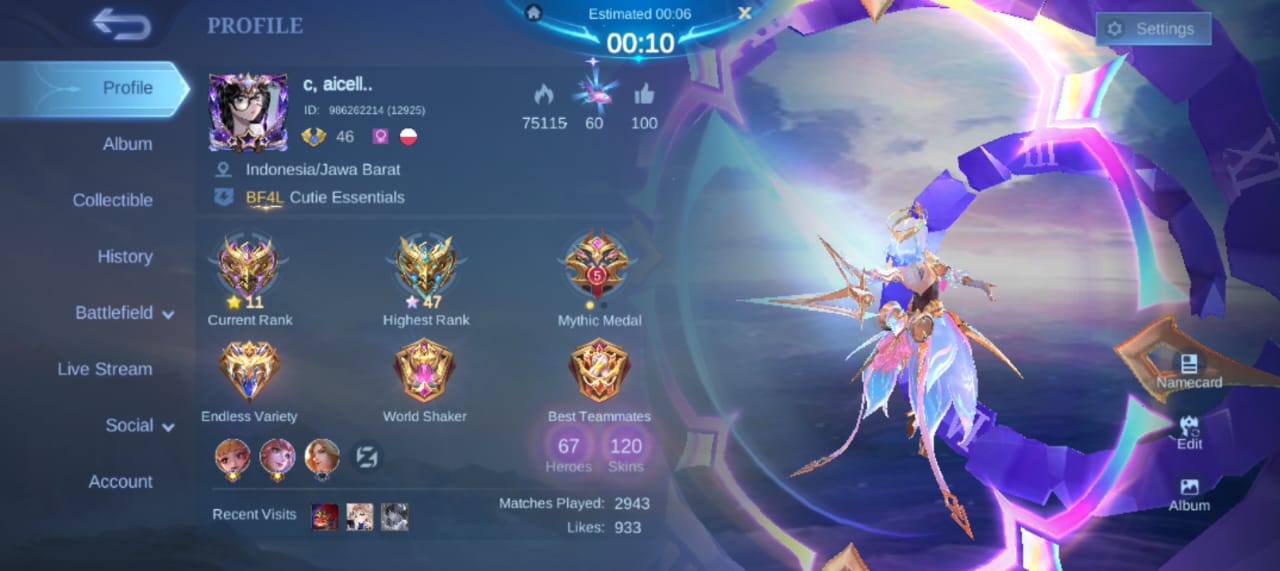 PROFILE
Estimated 00:06
00:10
Settings
Profile
Album
Collectible
History
Battlefield
Live Stream
Social
Account
c, aicell..
ID: 986262214 (12925)
46
75115 60 100
Indonesia/Jawa Barat
BF4L Cutie Essentials
11
Current Rank
47
Highest Rank
5
Mythic Medal
Endless Variety
World Shaker
Best Teammates
67 120
Heroes Skins
Recent Visits
Matches Played: 2943
Likes: 933
III
Namecard
Edit
Album